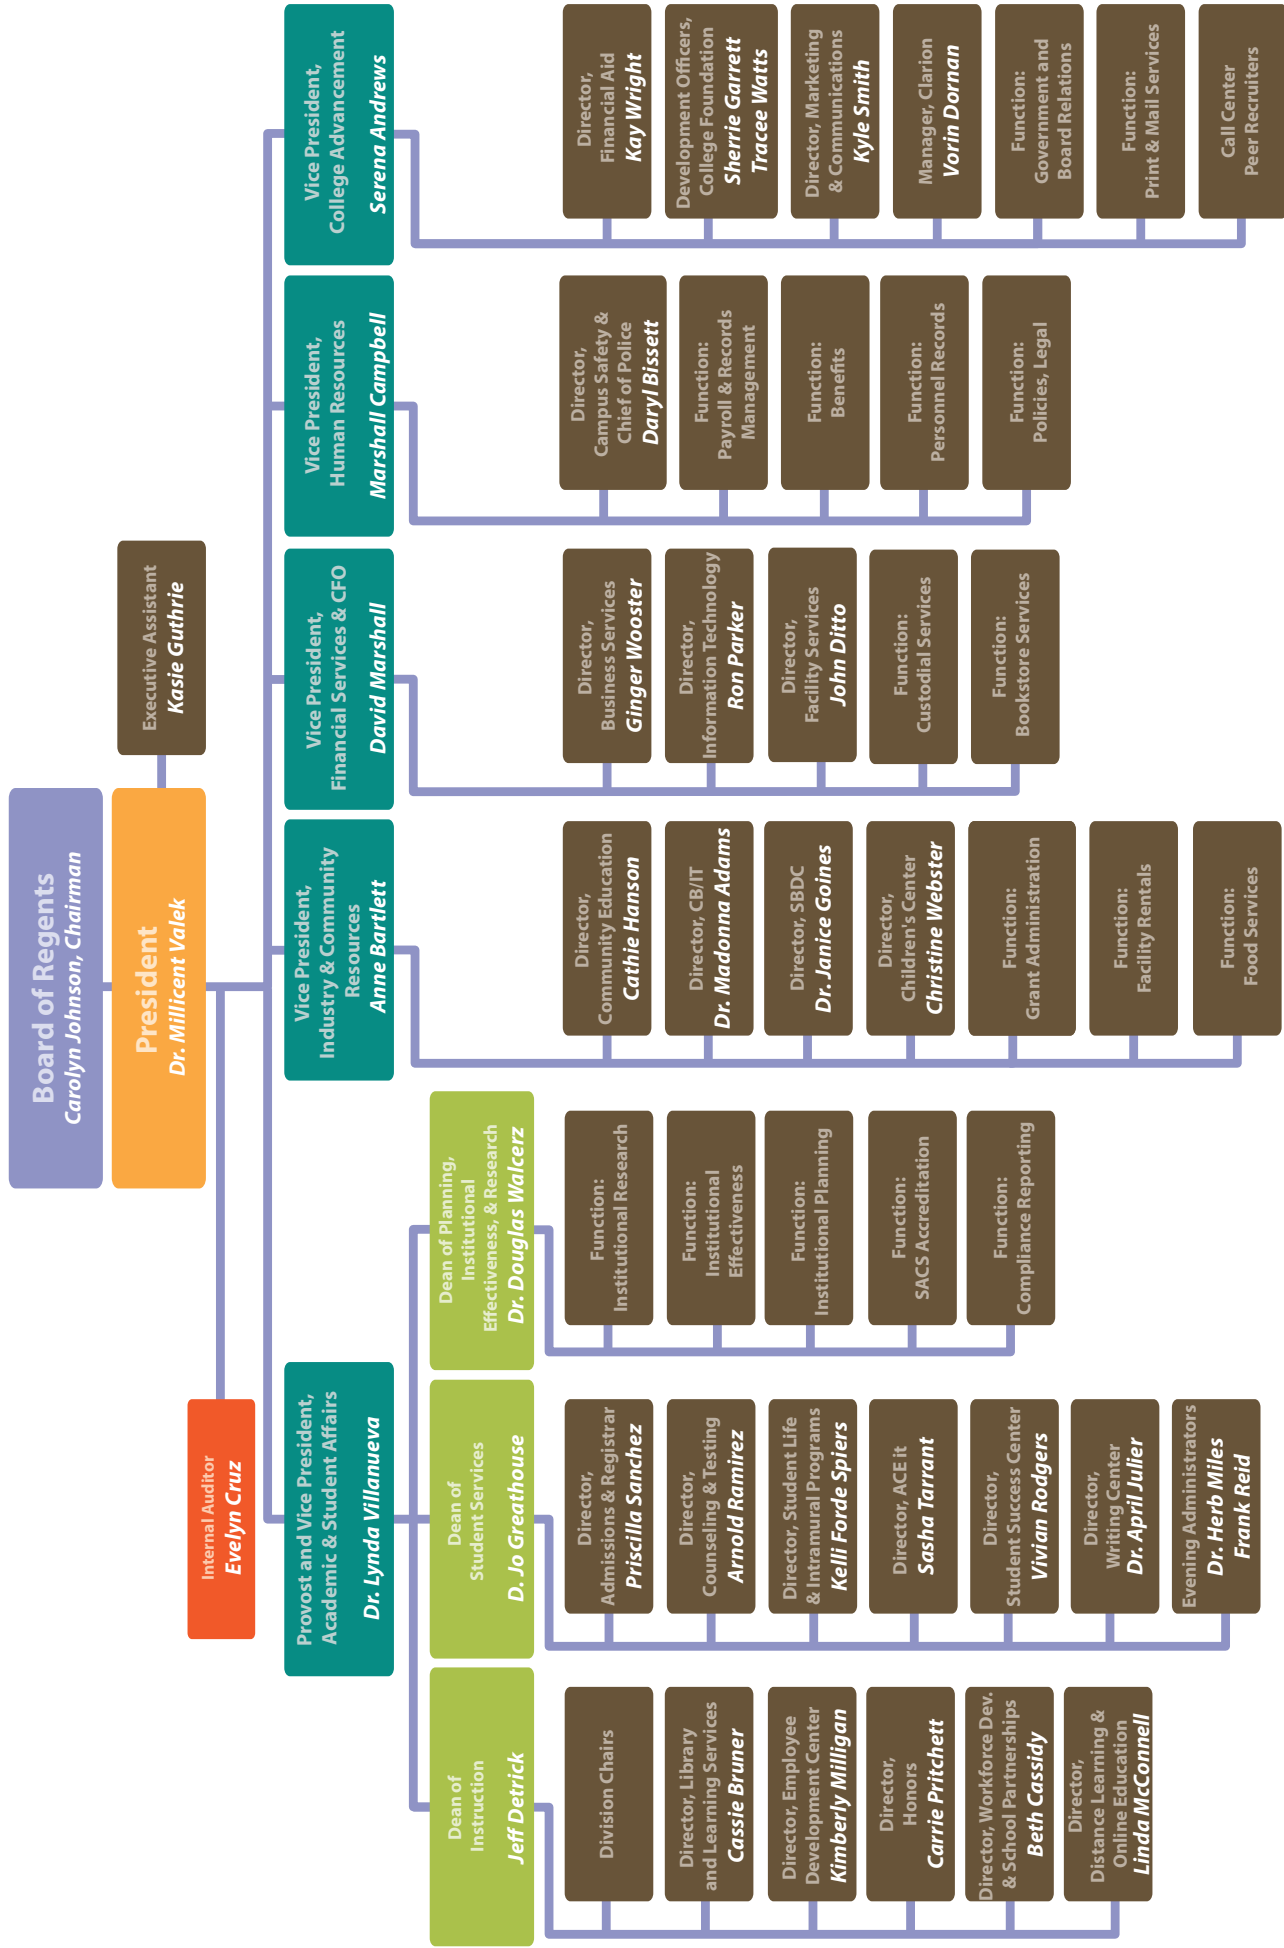 Board of Regents
Carolyn Johnson, Chairman
President
Dr. Millicent Valek
Executive Assistant
Kasie Guthrie
Internal Auditor
Evelyn Cruz
Provost and Vice President,
Academic & Student Affairs
Dr. Lynda Villanueva
Vice President,
Industry & Community
Resources
Anne Bartlett
Vice President,
Financial Services & CFO
David Marshall
Vice President,
Human Resources
Marshall Campbell
Vice President,
College Advancement
Serena Andrews
Dean of
Instruction
Jeff Detrick
Dean of
Student Services
D. Jo Greathouse
Dean of Planning,
Institutional
Effectiveness, & Research
Dr. Douglas Walcerz
Division Chairs
Director, Library
and Learning Services
Cassie Bruner
Director, Employee
Development Center
Kimberly Milligan
Director,
Honors
Carrie Pritchett
Director, Workforce Dev.
& School Partnerships
Beth Cassidy
Director,
Distance Learning &
Online Education
Linda McConnell
Director,
Admissions & Registrar
Priscilla Sanchez
Director,
Counseling & Testing
Arnold Ramirez
Director, Student Life
& Intramural Programs
Kelli Forde Spiers
Director, ACE it
Sasha Tarrant
Director,
Student Success Center
Vivian Rodgers
Director,
Writing Center
Dr. April Julier
Evening Administrators
Dr. Herb Miles
Frank Reid
Function:
Institutional Research
Function:
Institutional
Effectiveness
Function:
Institutional Planning
Function:
SACS Accreditation
Function:
Compliance Reporting
Director,
Community Education
Cathie Hanson
Director, CB/IT
Dr. Madonna Adams
Director, SBDC
Dr. Janice Goines
Director,
Children's Center
Christine Webster
Function:
Grant Administration
Function:
Facility Rentals
Function:
Food Services
Director,
Business Services
Ginger Wooster
Director,
Information Technology
Ron Parker
Director,
Facility Services
John Ditto
Function:
Custodial Services
Function:
Bookstore Services
Director,
Campus Safety &
Chief of Police
Daryl Bissett
Function:
Payroll & Records
Management
Function:
Benefits
Function:
Personnel Records
Function:
Policies, Legal
Director,
Financial Aid
Kay Wright
Development Officers,
College Foundation
Sherrie Garrett
Tracee Watts
Director, Marketing
& Communications
Kyle Smith
Manager, Clarion
Vorin Dornan
Function:
Government and
Board Relations
Function:
Print & Mail Services
Call Center
Peer Recruiters